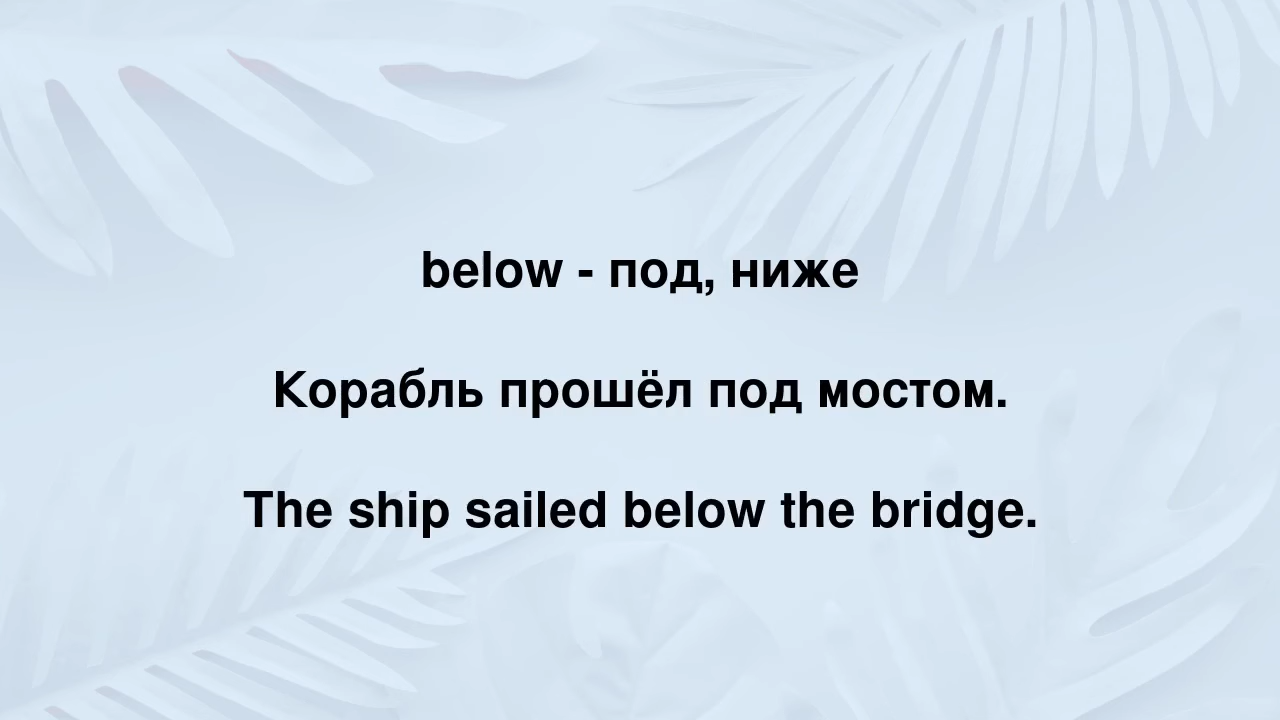 below - под, ниже
Корабль прошёл под мостом.
The ship sailed below the bridge.